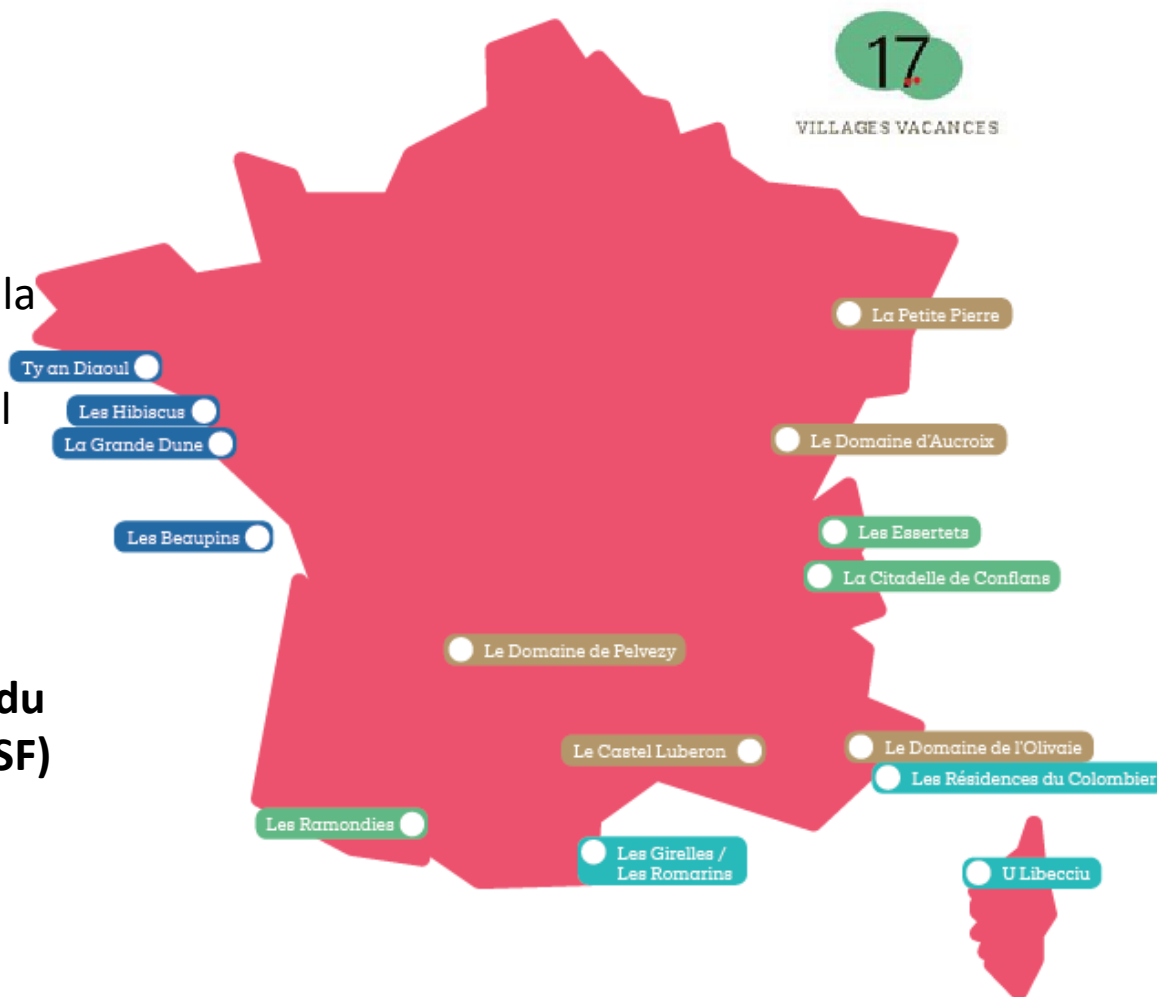 17
VILLAGES VACANCES
la
l
du
SF)
La Petite Pierre
Ty an Diaoul
Les Hibiscus
La Grande Dune
Le Domaine d'Aucroix
Les Beaupins
Les Essertets
La Citadelle de Conflans
Le Domaine de Pelvezy
Le Castel Luberon
Le Domaine de l'Olivaie
Les Résidences du Colombier
Les Ramondies
Les Girelles /
Les Romarins
U Libecciu